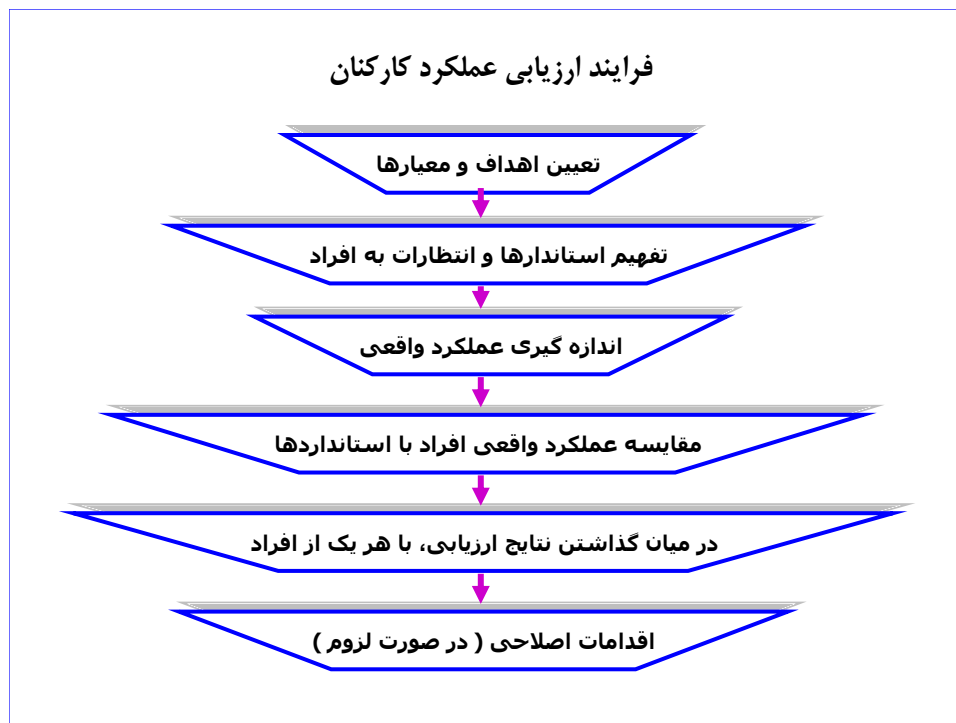 فرایند ارزیابی عملکرد کارکنان
تعیین اهداف و معیارها
تفهیم استاندارها و انتظارات به افراد
اندازه گیری عملکرد واقعی
مقایسه عملکرد واقعی افراد با استانداردها
در میان گذاشتن نتایج ارزیابی، با هر یک از افراد
اقدامات اصلاحی ( در صورت لزوم )